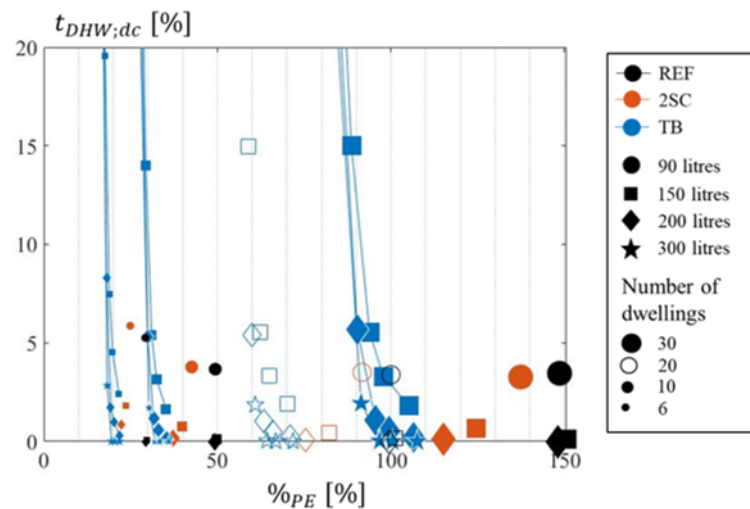 t_DHW;dc [%]
20
15
10
5
0
0
50
100
150
%_PE [%]
REF
2SC
TB
90 litres
150 litres
200 litres
300 litres
Number of
dwellings
30
20
10
6